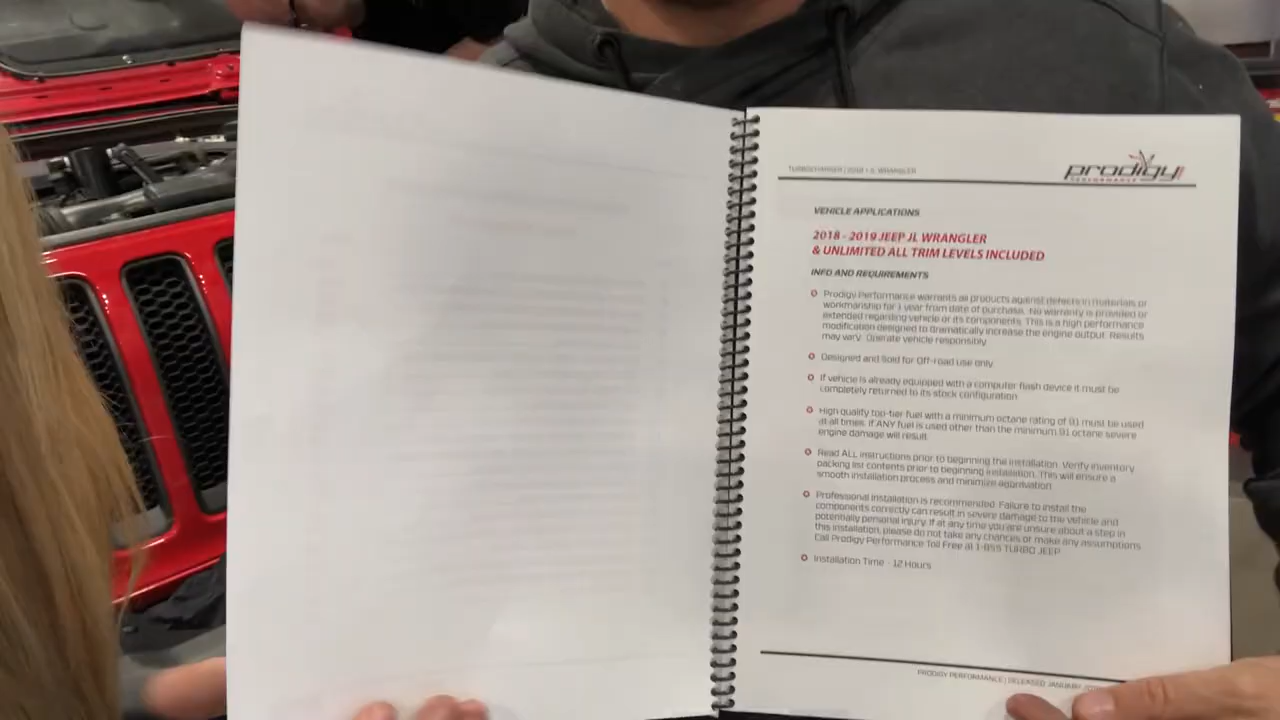 TURBOCHARGER | 2018 + JL WRANGLER
prodigy
PERFORMANCE
VEHICLE APPLICATIONS
2018 - 2019 JEEP JL WRANGLER
& UNLIMITED ALL TRIM LEVELS INCLUDED
INFO AND REQUIREMENTS
Prodigy Performance warrants all products against defects in materials or
workmanship for 1 year from date of purchase. No warranty is provided or
extended regarding vehicle or its components. This is a high performance
modification designed to dramatically increase the engine output. Results
may vary. Operate vehicle responsibly.
Designed and Sold for Off-road use only
If vehicle is already equipped with a computer flash device it must be
completely returned to its stock configuration
High quality top-tier fuel with a minimum octane rating of 91 must be used
at all times. If ANY fuel is used other than the minimum 91 octane severe
engine damage will result.
Read ALL instructions prior to beginning the installation. Verify inventory
packing list contents prior to beginning installation. This will ensure a
smooth installation process and minimize aggravation.
Professional installation is recommended. Failure to install the
components correctly can result in severe damage to the vehicle and
potentially personal injury. If at any time you are unsure about a step in
this installation, please do not take any chances or make any assumptions.
Call Prodigy Performance Toll Free at 1-855 TURBO JEEP
Installation Time - 12 Hours
PRODIGY PERFORMANCE | RELEASED JANUARY